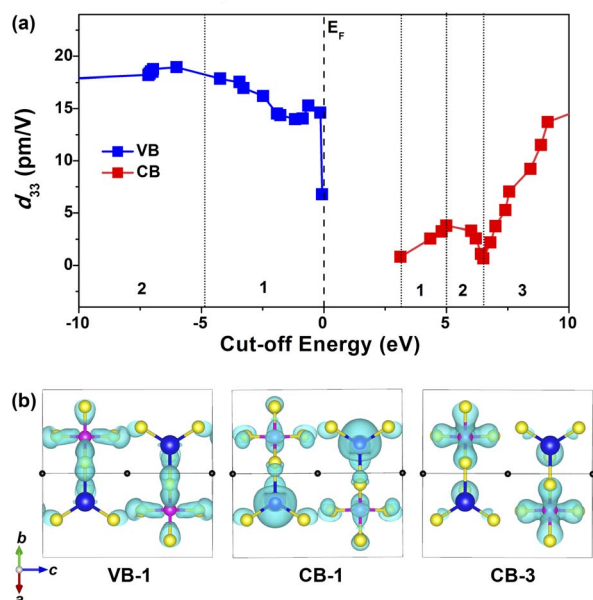 (a)
E_F
20
15
10
5
0
d₃₃ (pm/V)
VB
CB
2
1
1
2
3
-10
-5
0
5
10
Cut-off Energy (eV)
(b)
b
c
a
VB-1
CB-1
CB-3